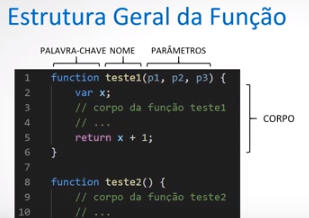 Estrutura Geral da Função
PALAVRA-CHAVE NOME PARÂMETROS
1 function teste1(p1, p2, p3) {
2 var x;
3 // corpo da função teste1
4 // ...
5 return x + 1;
6 }
CORPO
7
8 function teste2() {
9 // corpo da função teste2
10 // ...